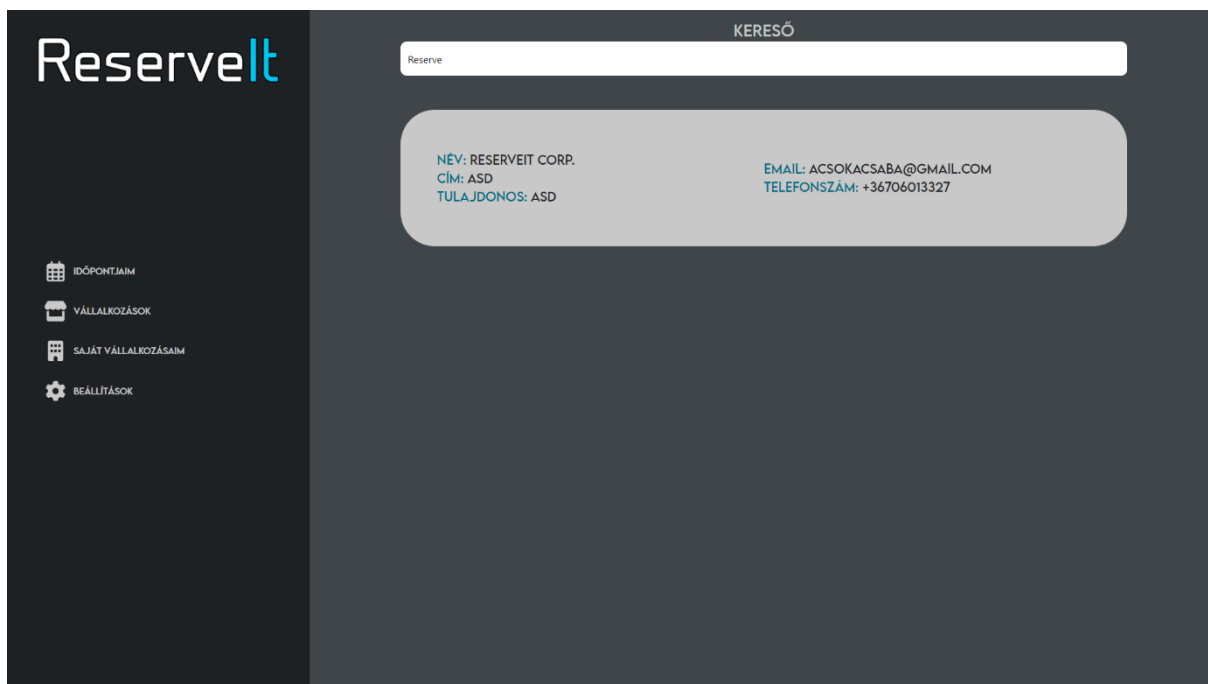 ReserveIt
IDŐPONTJAIM
VÁLLALKOZÁSOK
SAJÁT VÁLLALKOZÁSAIM
BEÁLLÍTÁSOK
KERESŐ
Reserve
NÉV: RESERVEIT CORP.
CÍM: ASD
TULAJDONOS: ASD
EMAIL: ACSOKACSABA@GMAIL.COM
TELEFONSZÁM: +36706013327